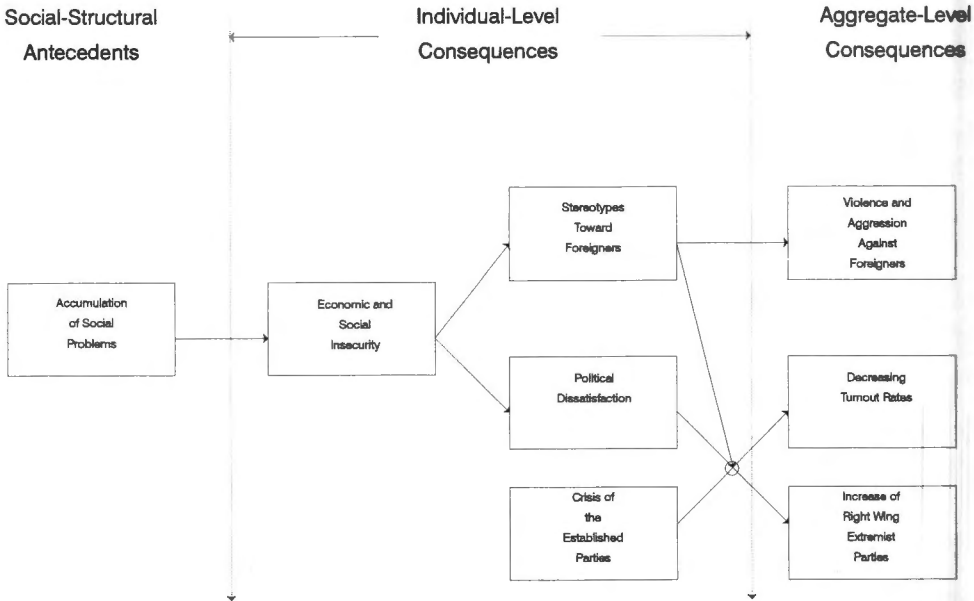 Social-Structural
Antecedents
Individual-Level
Consequences
Aggregate-Level
Consequences
Accumulation
of Social
Problems
Economic and
Social
Insecurity
Stereotypes
Toward
Foreigners
Political
Dissatisfaction
Crisis of
the
Established
Parties
Violence and
Aggression
Against
Foreigners
Decreasing
Turnout Rates
Increase of
Right Wing
Extremist
Parties